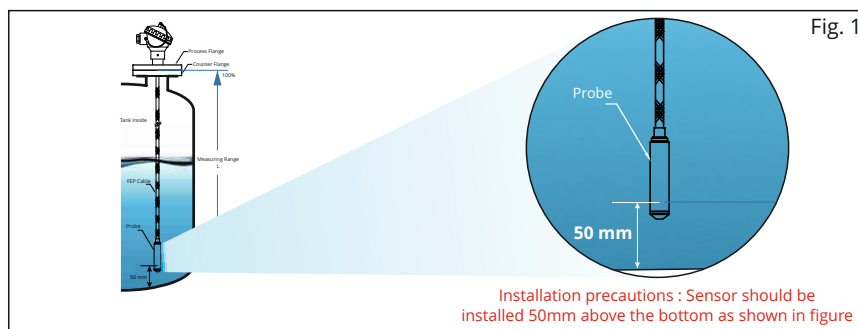 Fig. 1
Process Flange
Counter Flange
100%
Tank Inside
Measuring Range
L
FEP Cable
Probe
50 mm
Probe
50 mm
Installation precautions : Sensor should be
installed 50mm above the bottom as shown in figure